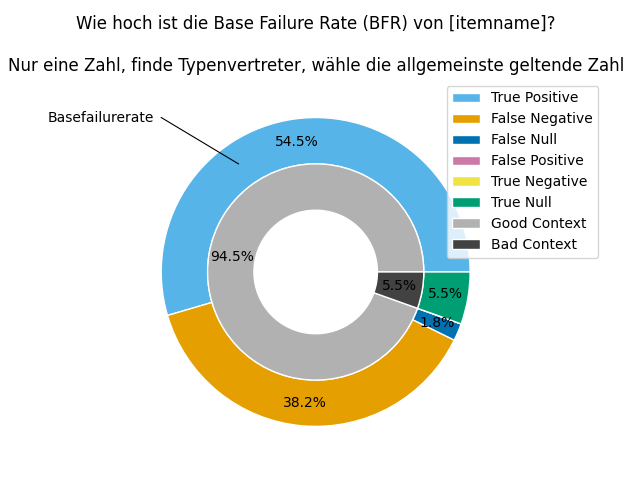 Wie hoch ist die Base Failure Rate (BFR) von [itemname]?
Nur eine Zahl, finde Typenvertreter, wähle die allgemeinste geltende Zahl
True Positive
False Negative
False Null
False Positive
True Negative
True Null
Good Context
Bad Context
Basefailurerate
54.5%
94.5%
5.5%
5.5%
1.8%
38.2%